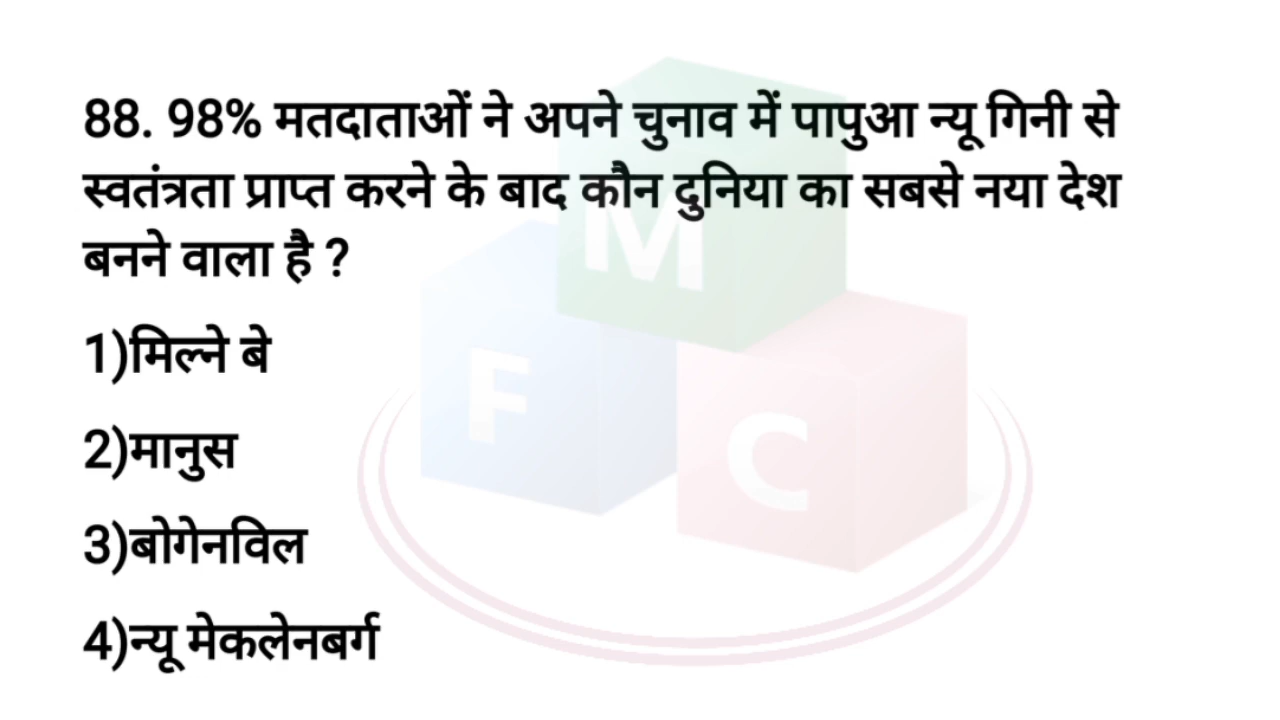 88. 98% मतदाताओं ने अपने चुनाव में पापुआ न्यू गिनी से
स्वतंत्रता प्राप्त करने के बाद कौन दुनिया का सबसे नया देश
बनने वाला है ?
1)मिल्ने बे
2)मानुस
3)बोगेनविल
4)न्यू मेकलेनबर्ग
M
F
C